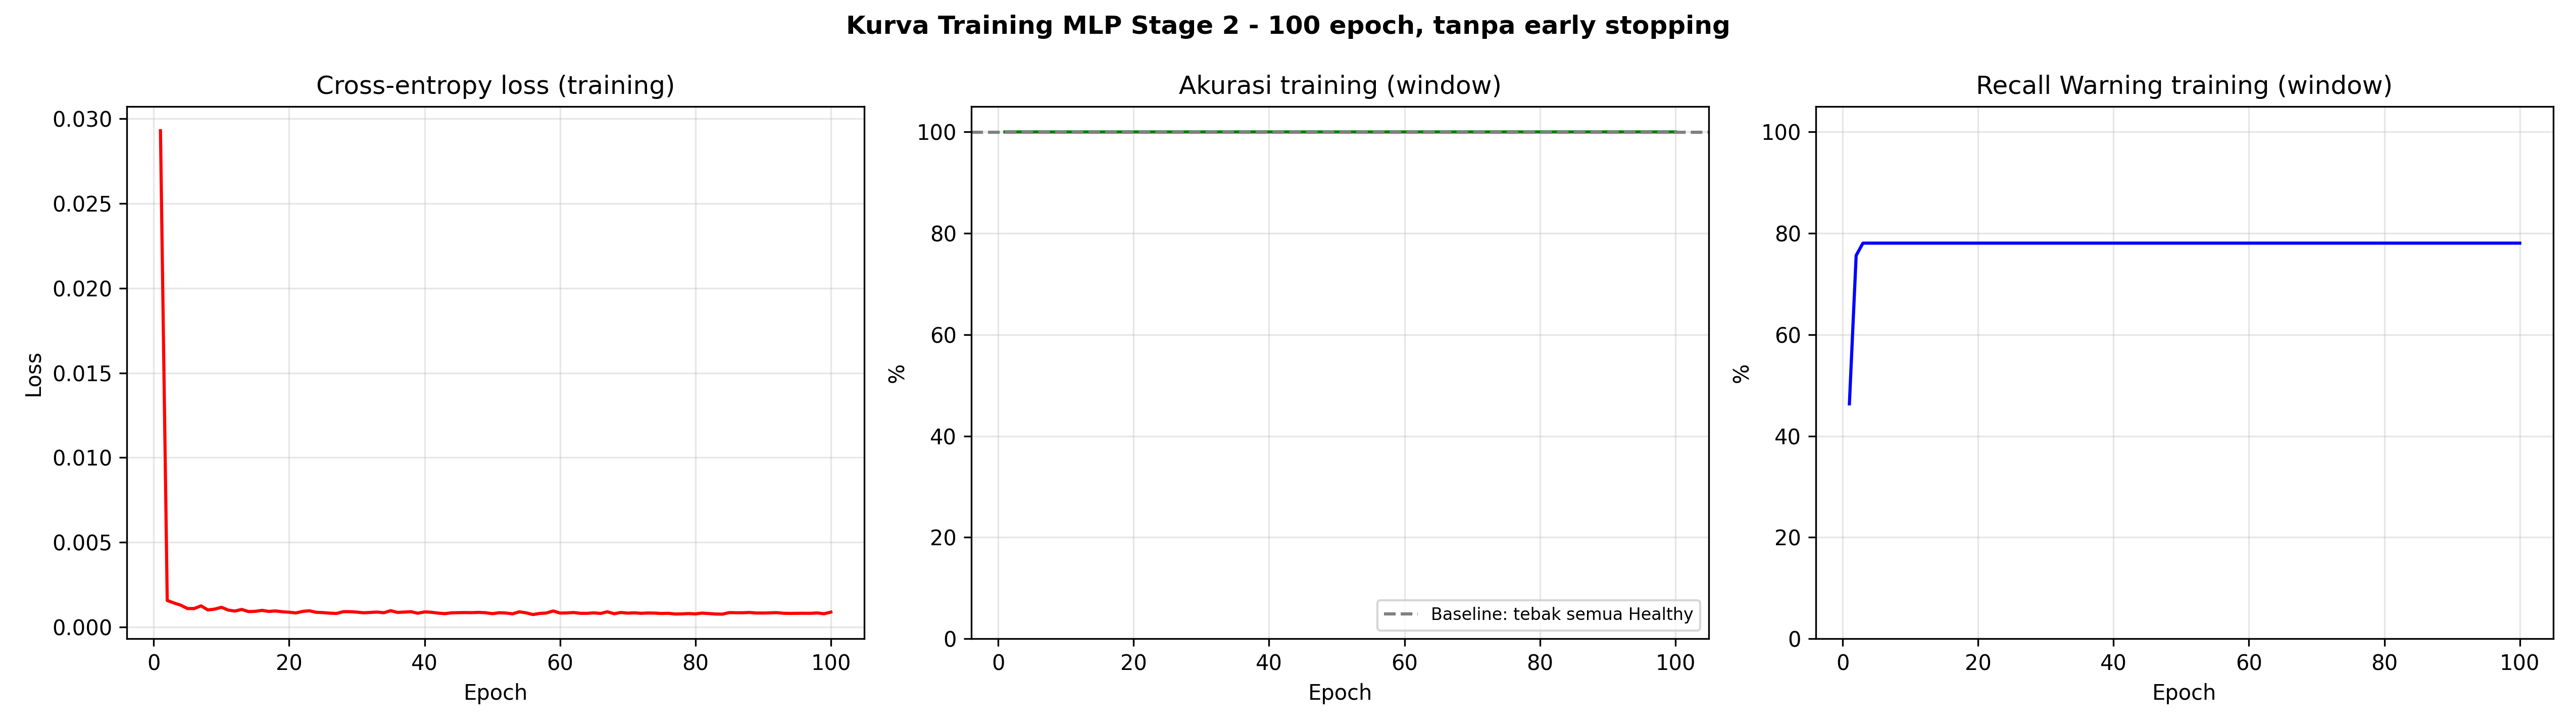 Kurva Training MLP Stage 2 - 100 epoch, tanpa early stopping
Cross-entropy loss (training)
0.030
0.025
0.020
0.015
0.010
0.005
0.000
Loss
0 20 40 60 80 100
Epoch
Akurasi training (window)
100
80
60
40
20
0
%
Baseline: tebak semua Healthy
0 20 40 60 80 100
Epoch
Recall Warning training (window)
100
80
60
40
20
0
%
0 20 40 60 80 100
Epoch